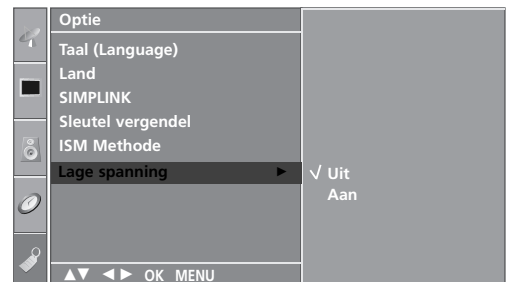 Optie
Taal (Language)
Land
SIMPLINK
Sleutel vergendel
ISM Methode
Lage spanning ►
√ Uit
Aan
▲▼ ◄► OK MENU